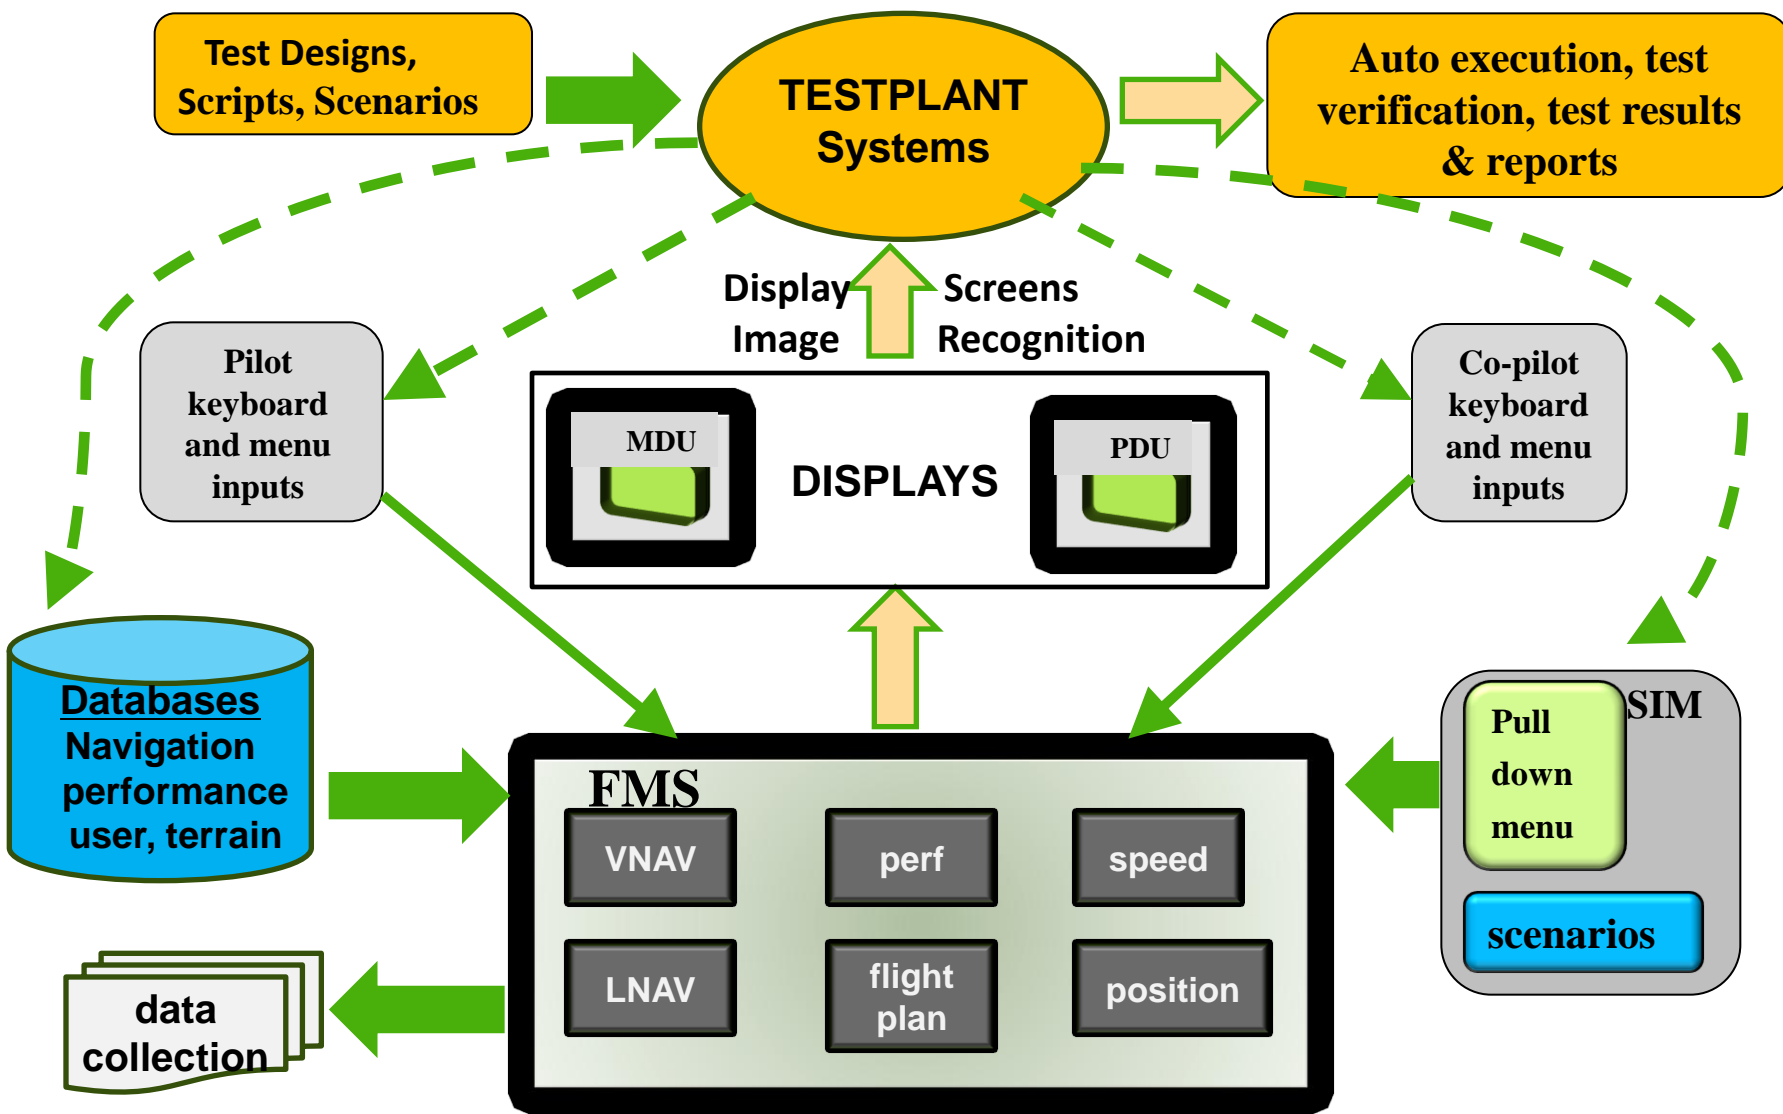 Test Designs,
Scripts, Scenarios
TESTPLANT
Systems
Auto execution, test
verification, test results
& reports
Display Screens
Image Recognition
Pilot
keyboard
and menu
inputs
MDU
DISPLAYS
PDU
Co-pilot
keyboard
and menu
inputs
Databases
Navigation
performance
user, terrain
FMS
VNAV
perf
speed
LNAV
flight
plan
position
SIM
Pull
down
menu
scenarios
data
collection